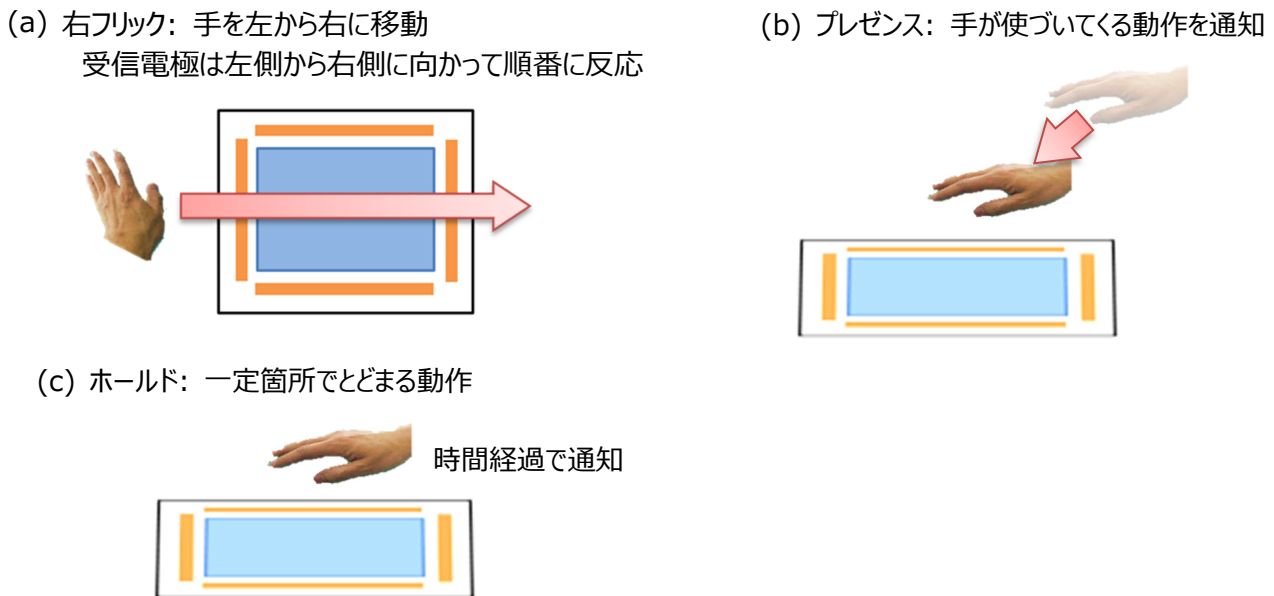 (a) 右フリック: 手を左から右に移動
受信電極は左側から右側に向かって順番に反応
(b) プレゼンス: 手が使づいてくる動作を通知
(c) ホールド: 一定箇所でとどまる動作
時間経過で通知